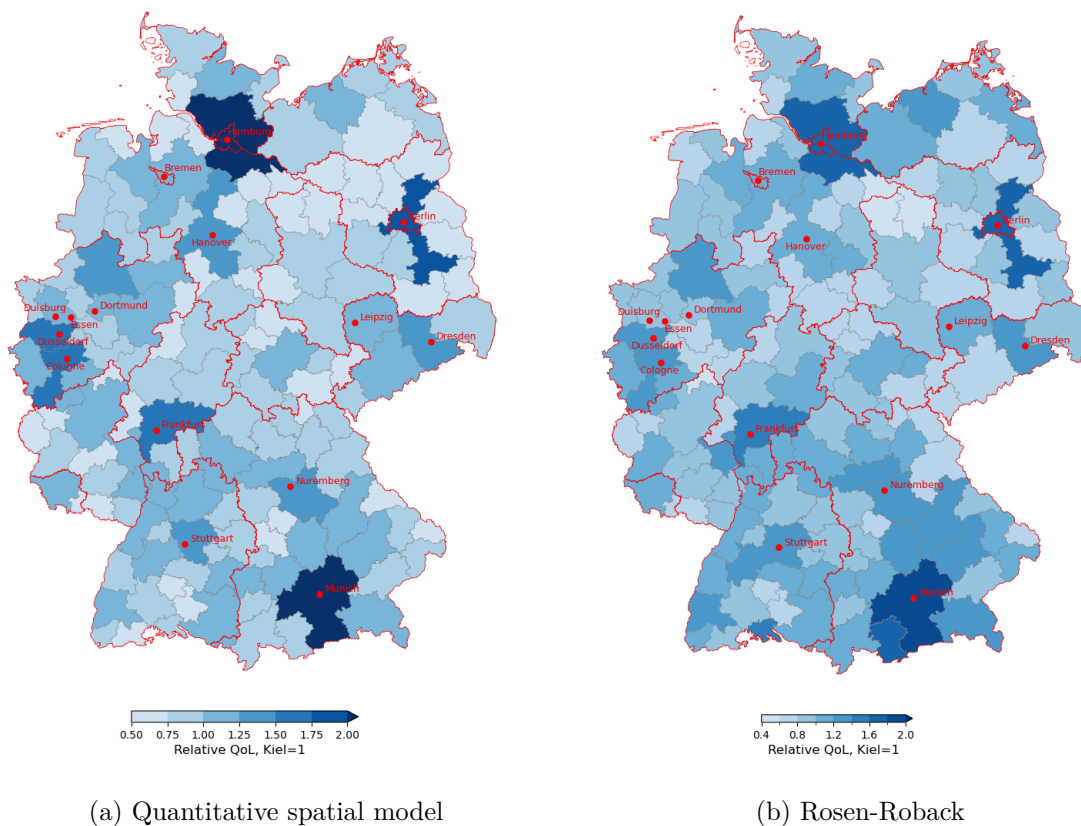 Hamburg
Bremen
Berlin
Hanover
Duisburg
Dortmund
Essen
Dusseldorf
Cologne
Leipzig
Dresden
Frankfurt
Nuremberg
Stuttgart
Munich
0.50 0.75 1.00 1.25 1.50 1.75 2.00
Relative QoL, Kiel=1
(a) Quantitative spatial model
Hamburg
Bremen
Berlin
Hanover
Duisburg
Dortmund
Essen
Dusseldorf
Cologne
Leipzig
Dresden
Frankfurt
Nuremberg
Stuttgart
Munich
0.4 0.8 1.2 1.6 2.0
Relative QoL, Kiel=1
(b) Rosen-Roback